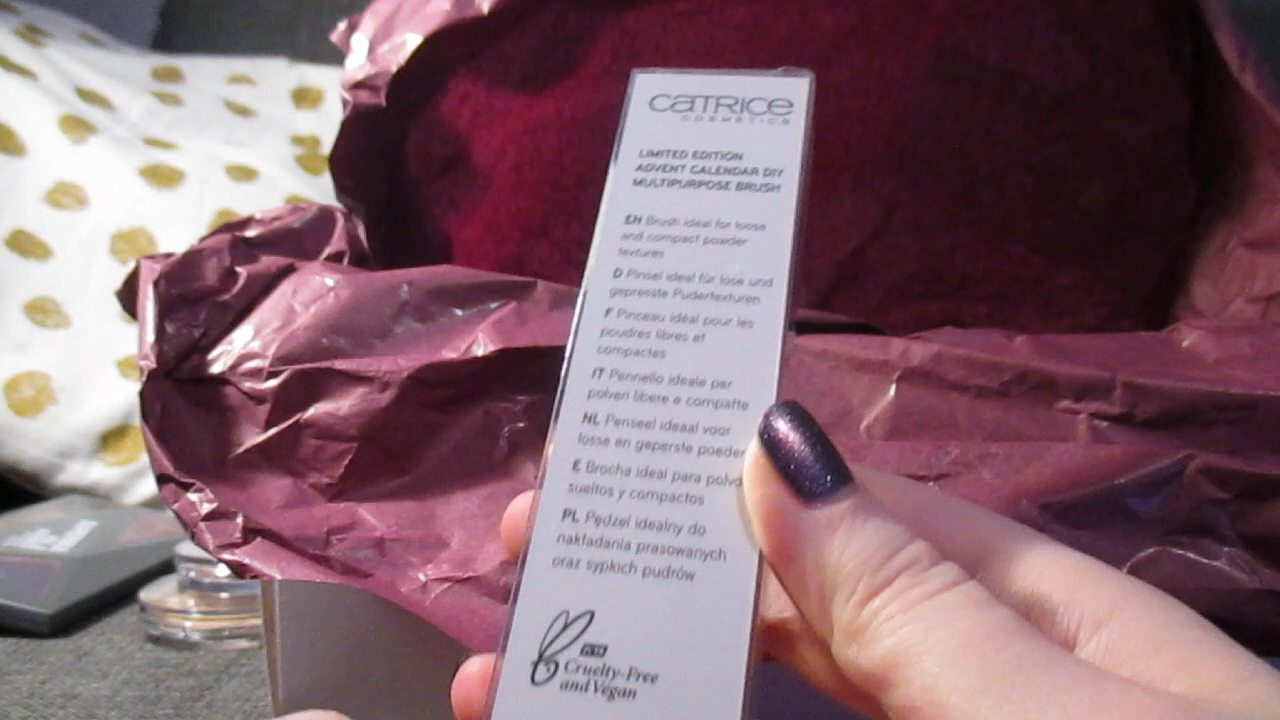 CATRICE
COSMETICS
LIMITED EDITION
ADVENT CALENDAR DIY
MULTIPURPOSE BRUSH
EN Brush ideal for loose
and compact powder
textures
D Pinsel ideal für lose und
gepresste Pudertexturen
F Pinceau idéal pour les
poudres libres et
compactes
IT Pennello ideale per
polveri libere e compatte
NL Penseel ideaal voor
losse en geperste poeder
E Brocha ideal para polvo
sueltos y compactos
PL Pędzel idealny do
nakładania prasowanych
oraz sypkich pudrów
PETA
Cruelty-Free
and Vegan